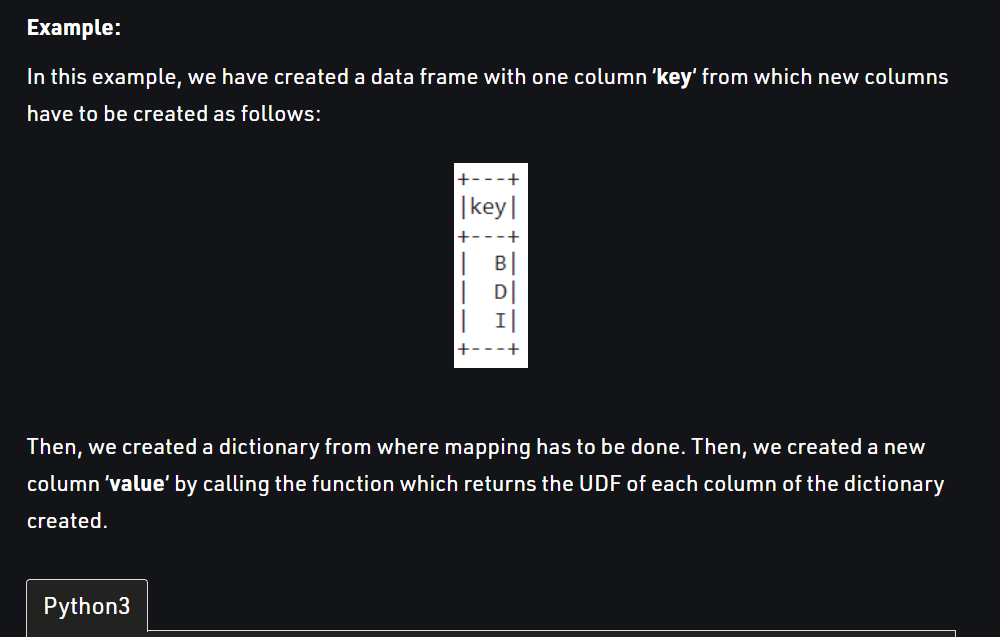 Example:
In this example, we have created a data frame with one column ‘key‘ from which new columns
have to be created as follows:
+---+
|key|
+---+
|  B|
|  D|
|  I|
+---+
Then, we created a dictionary from where mapping has to be done. Then, we created a new
column ‘value‘ by calling the function which returns the UDF of each column of the dictionary
created.
Python3